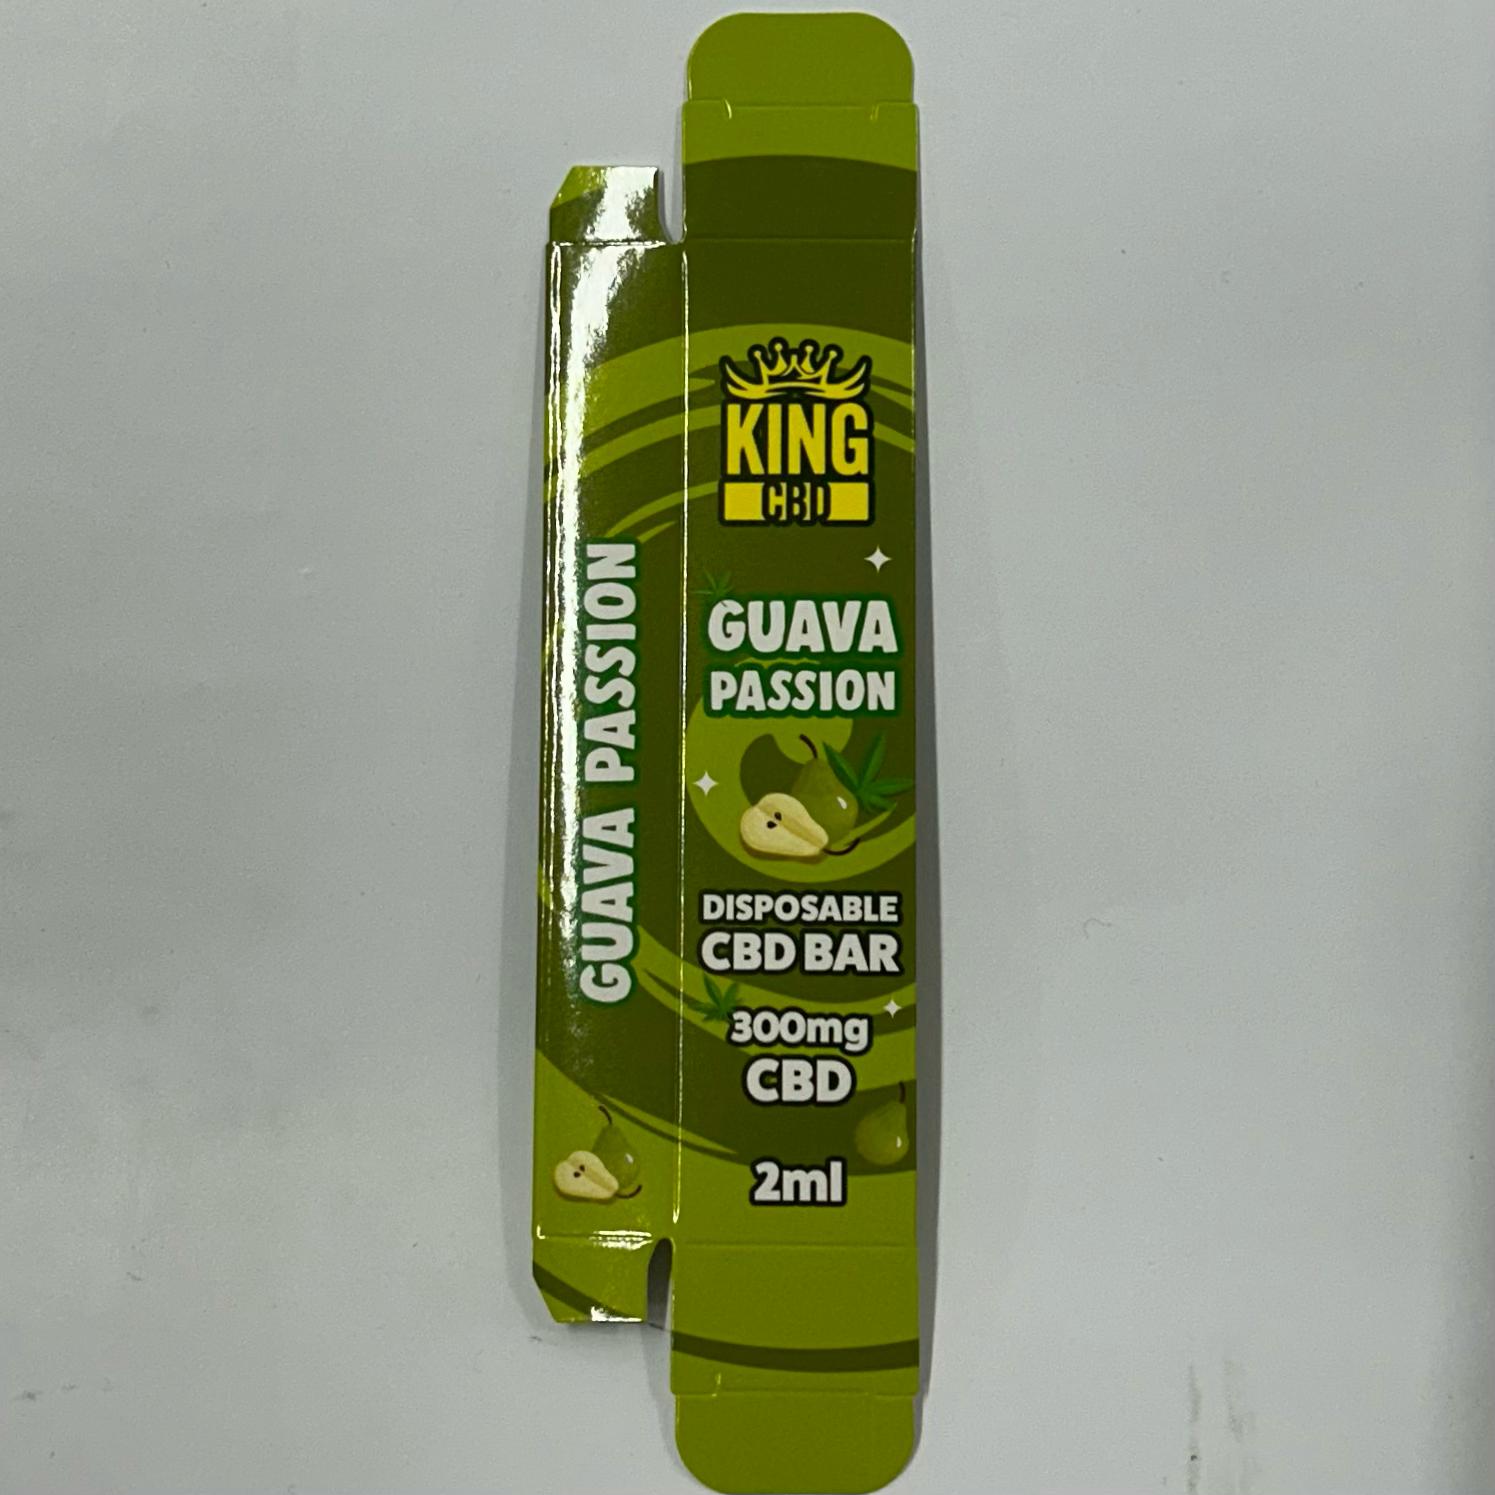 GUAVA PASSION
KING
CBD
GUAVA
PASSION
DISPOSABLE
CBD BAR
300mg
CBD
2ml